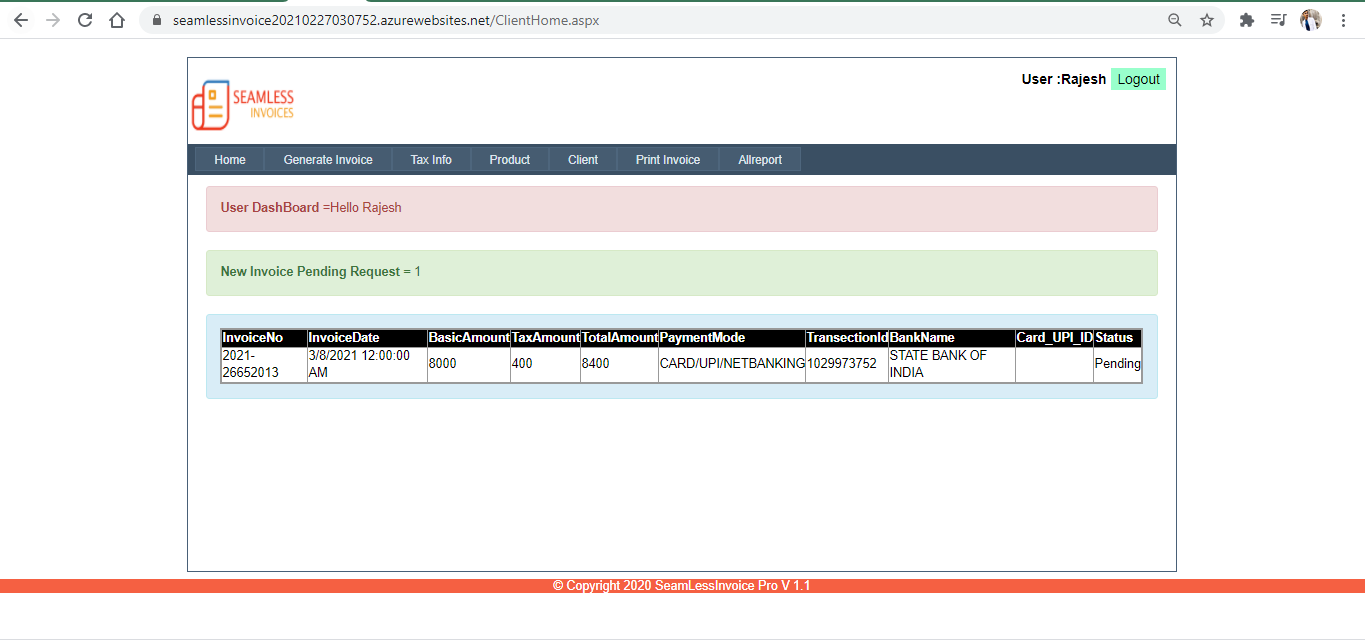 seamlessinvoice20210227030752.azurewebsites.net/ClientHome.aspx
User :Rajesh Logout
SEAMLESS
INVOICES
Home Generate Invoice Tax Info Product Client Print Invoice Allreport
User DashBoard =Hello Rajesh
New Invoice Pending Request = 1
InvoiceNo InvoiceDate BasicAmount TaxAmount TotalAmount PaymentMode TransectionId BankName Card_UPI_ID Status
2021-26652013 3/8/2021 12:00:00 AM 8000 400 8400 CARD/UPI/NETBANKING 1029973752 STATE BANK OF INDIA Pending
© Copyright 2020 SeamLessInvoice Pro V 1.1